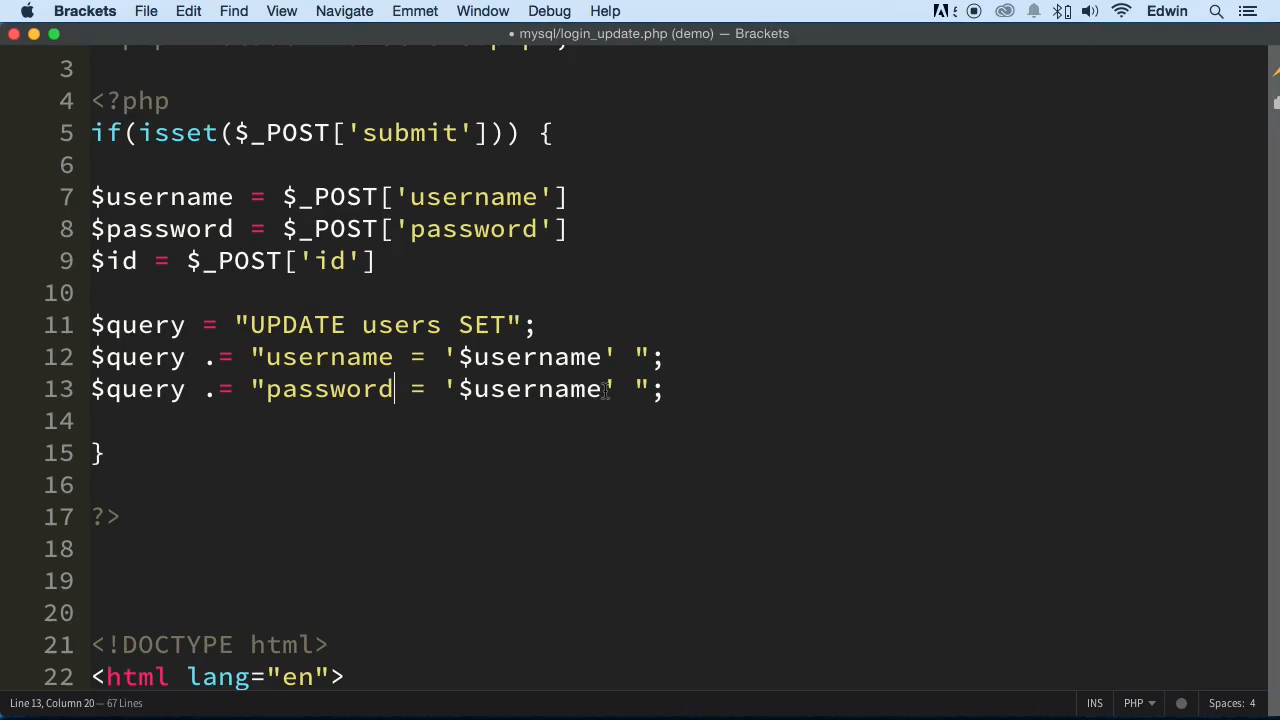 Brackets File Edit Find View Navigate Emmet Window Debug Help Edwin
• mysql/login_update.php (demo) — Brackets
3
4 <?php
5 if(isset($_POST['submit'])) {
6
7 $username = $_POST['username']
8 $password = $_POST['password']
9 $id = $_POST['id']
10
11 $query = "UPDATE users SET";
12 $query .= "username = '$username' ";
13 $query .= "password = '$username' ";
14
15 }
16
17 ?>
18
19
20
21 <!DOCTYPE html>
22 <html lang="en">
Line 13, Column 20 — 67 Lines INS PHP Spaces: 4